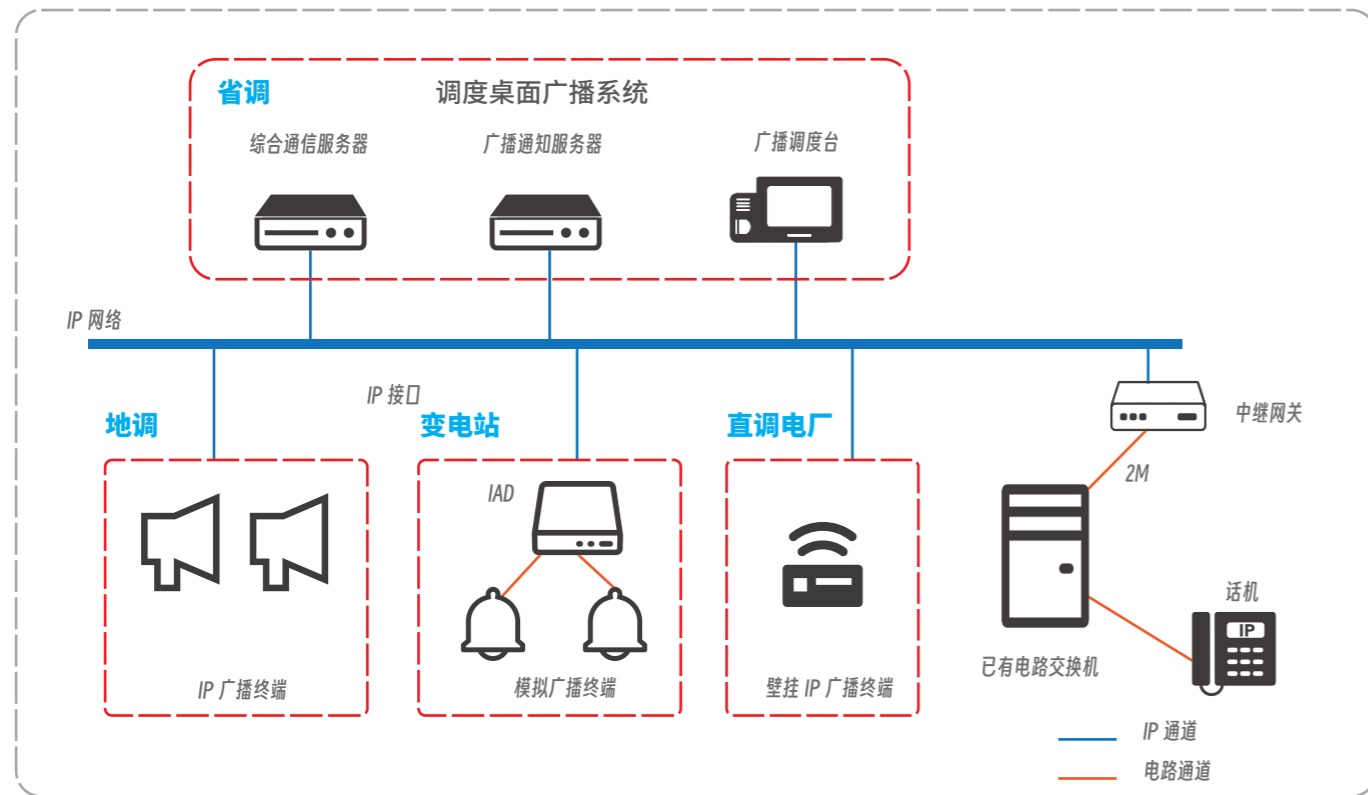 省调 调度桌面广播系统
综合通信服务器 广播通知服务器 广播调度台
IP 网络
IP 接口
地调 变电站 直调电厂
中继网关
2M
IAD
话机
IP
已有电路交换机
IP 广播终端 模拟广播终端 壁挂 IP 广播终端
IP 通道
电路通道